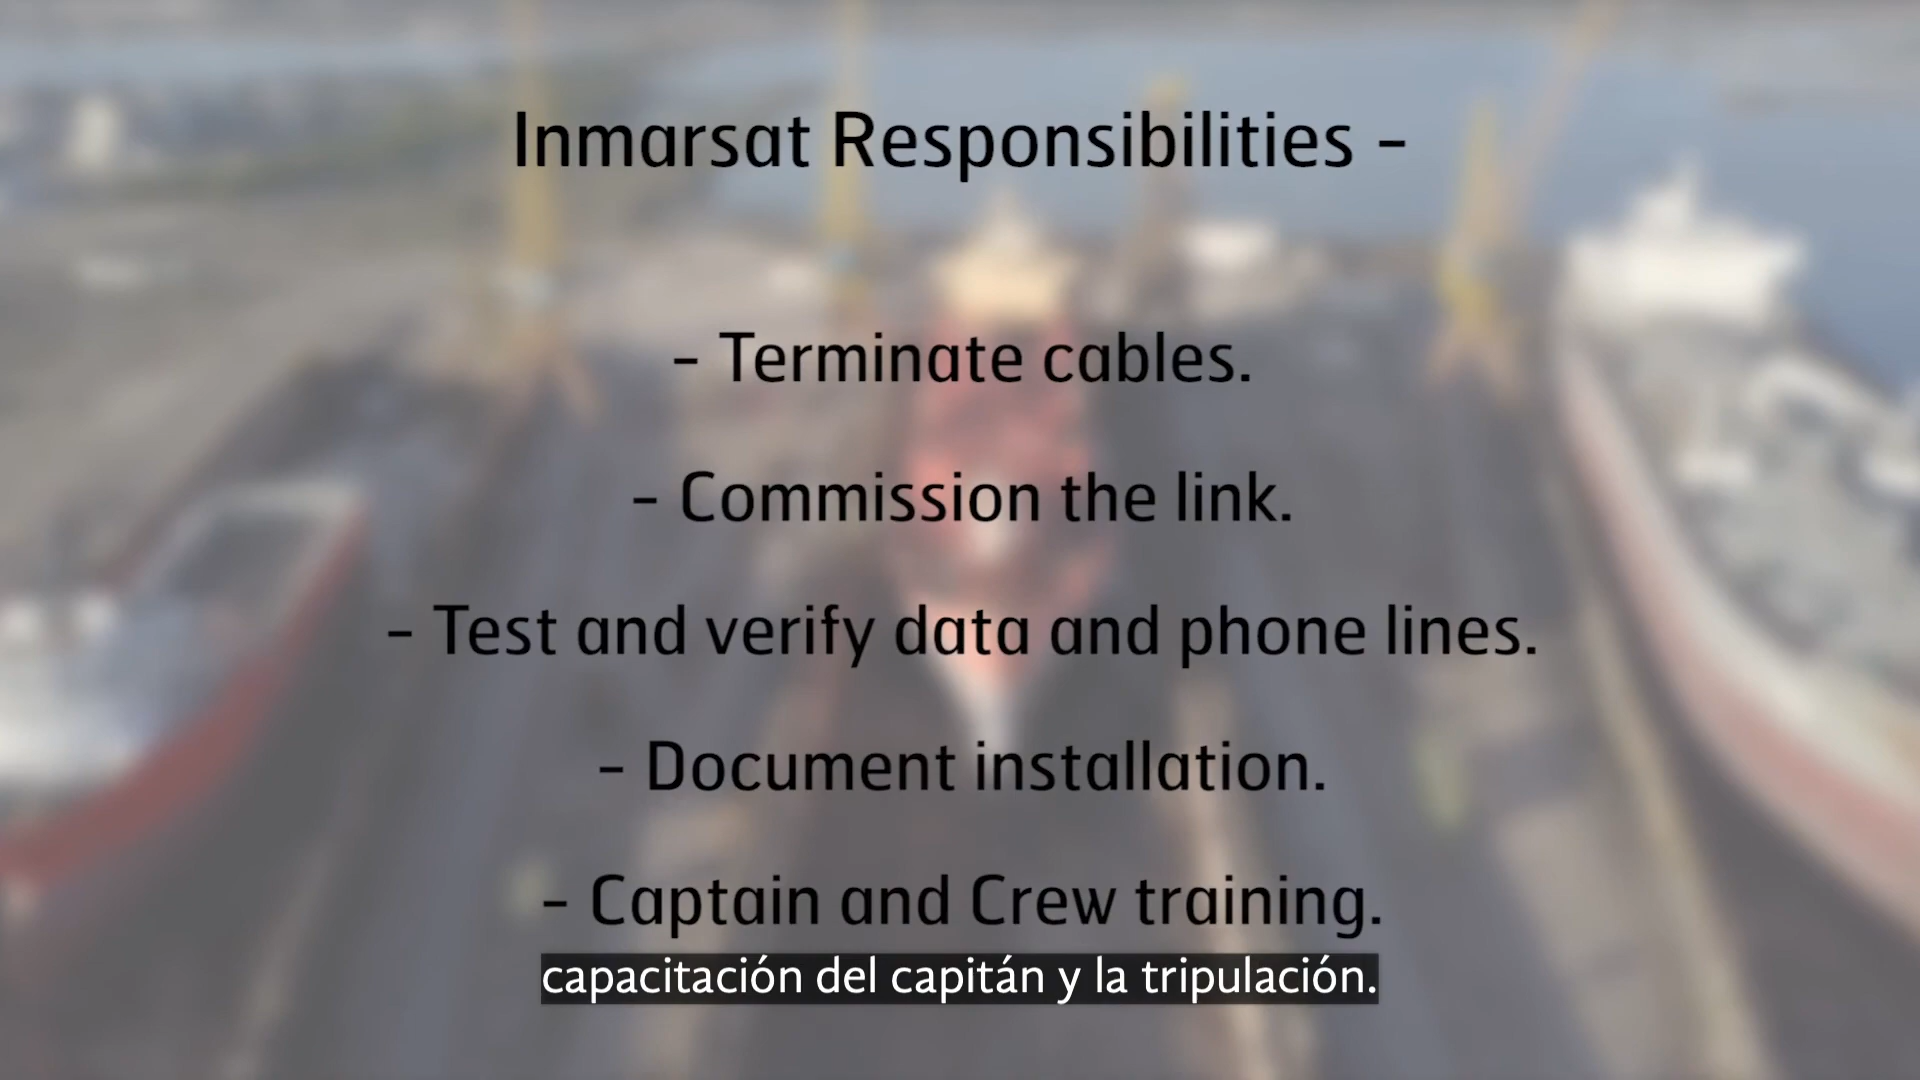 Inmarsat Responsibilities -
- Terminate cables.
- Commission the link.
- Test and verify data and phone lines.
- Document installation.
- Captain and Crew training.
capacitación del capitán y la tripulación.